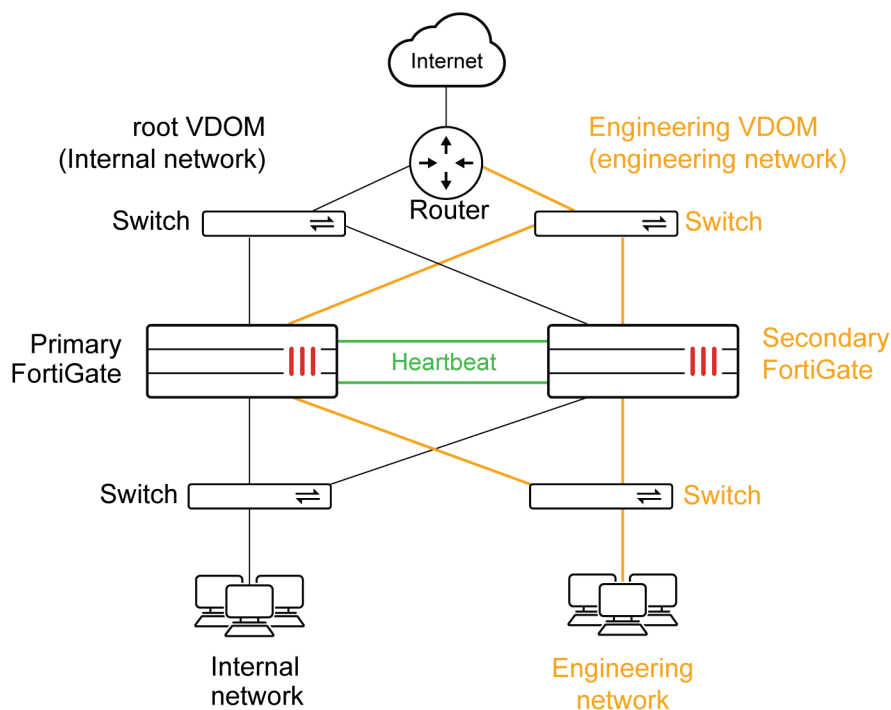 Internet
root VDOM
(Internal network)
Engineering VDOM
(engineering network)
Router
Switch
Switch
Primary
FortiGate
Heartbeat
Secondary
FortiGate
Switch
Switch
Internal
network
Engineering
network